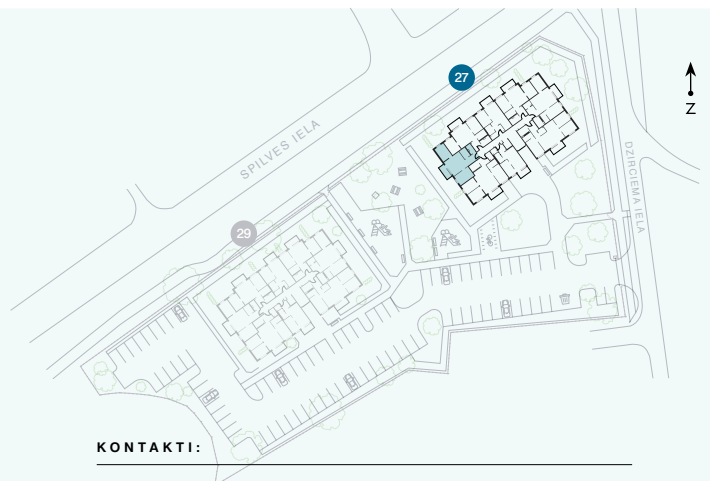 27
Z
SPILVES IELA
DZIRCIEMA IELA
29
KONTAKTI: